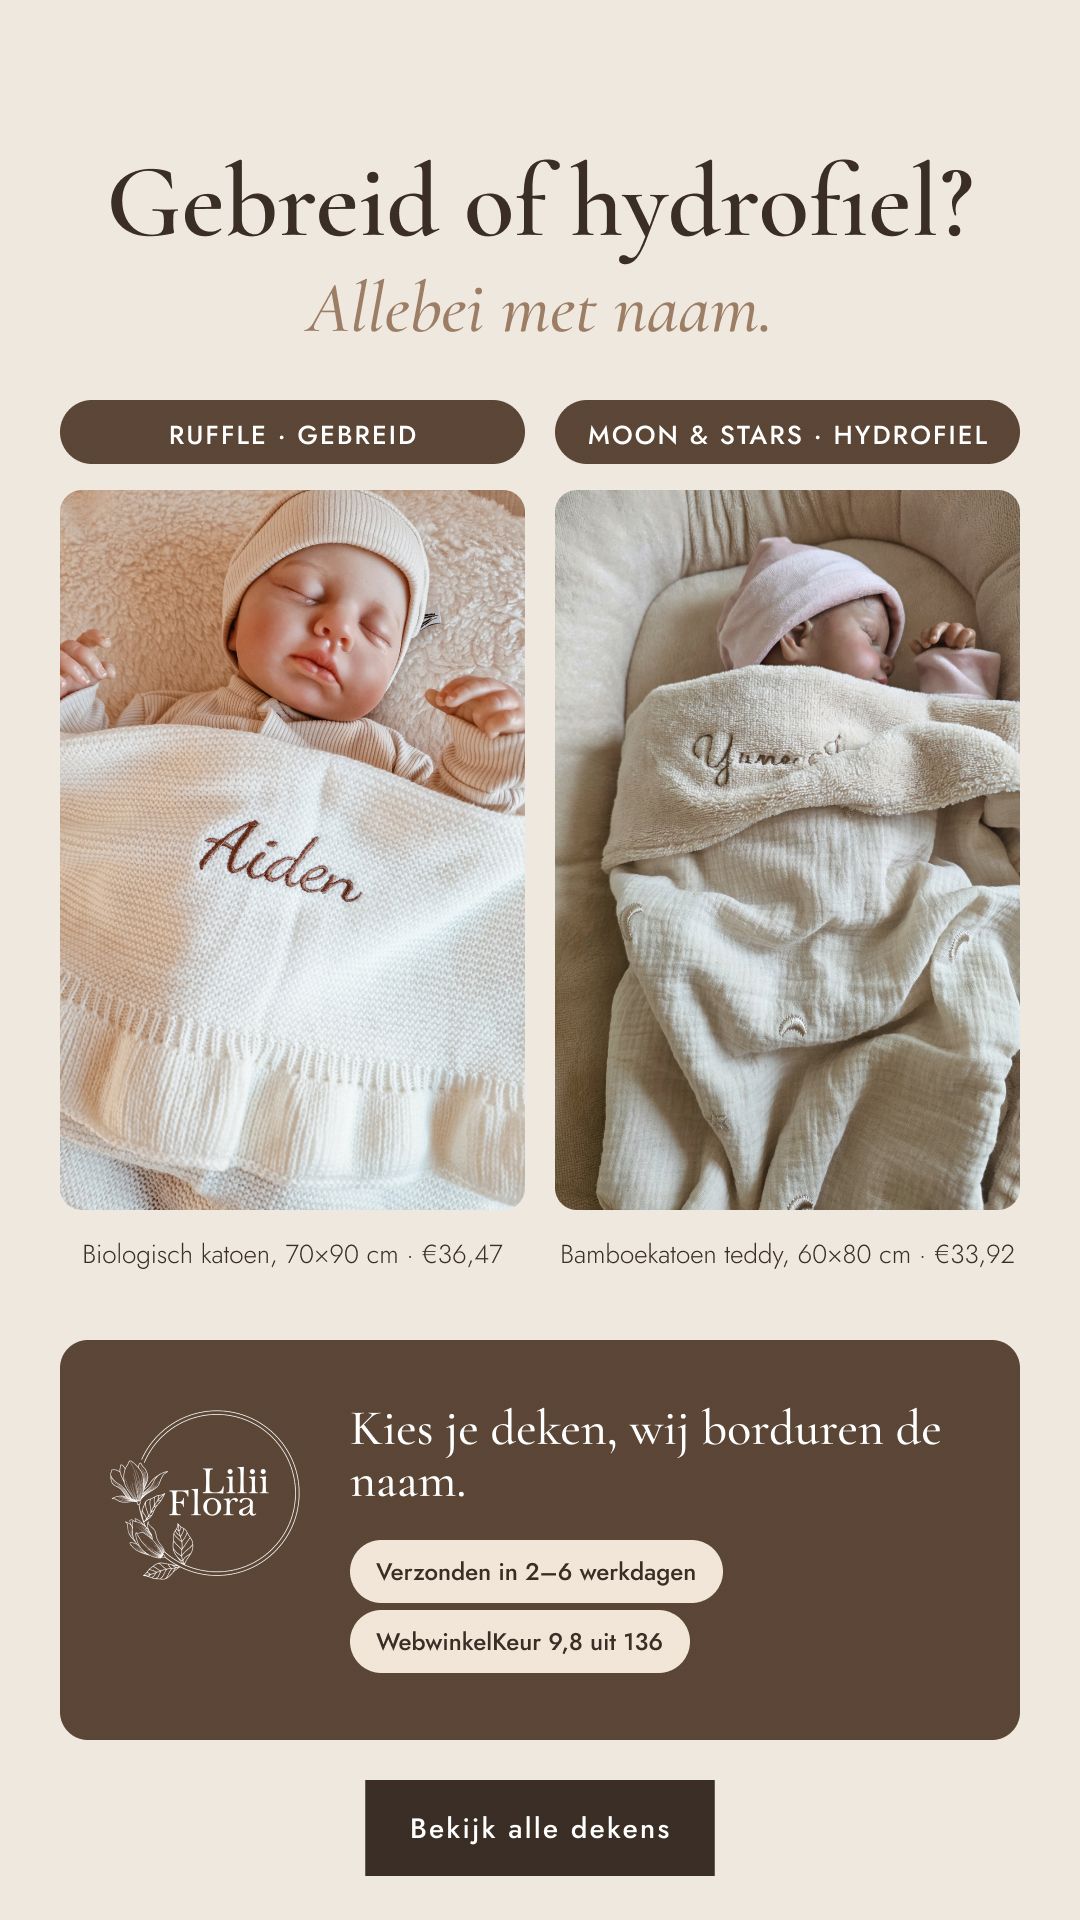 Gebreid of hydrofiel?
Allebei met naam.
RUFFLE · GEBREID
MOON & STARS · HYDROFIEL
Aiden
Biologisch katoen, 70×90 cm · €36,47
Bamboekatoen teddy, 60×80 cm · €33,92
Lilii
Flora
Kies je deken, wij borduren de
naam.
Verzonden in 2–6 werkdagen
WebwinkelKeur 9,8 uit 136
Bekijk alle dekens